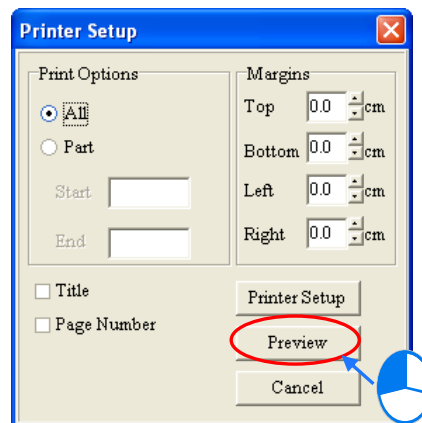 Printer Setup
Print Options
All
Part
Start
End
Margins
Top 0.0 cm
Bottom 0.0 cm
Left 0.0 cm
Right 0.0 cm
Title
Page Number
Printer Setup
Preview
Cancel